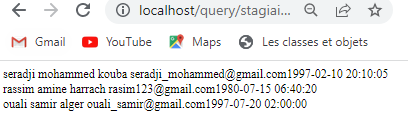 localhost/query/stagiai...
Gmail YouTube Maps Les classes et objets
seradji mohammed kouba seradji_mohammed@gmail.com1997-02-10 20:10:05
rassim amine harrach rasim123@gmail.com1980-07-15 06:40:20
ouali samir alger ouali_samir@gmail.com1997-07-20 02:00:00